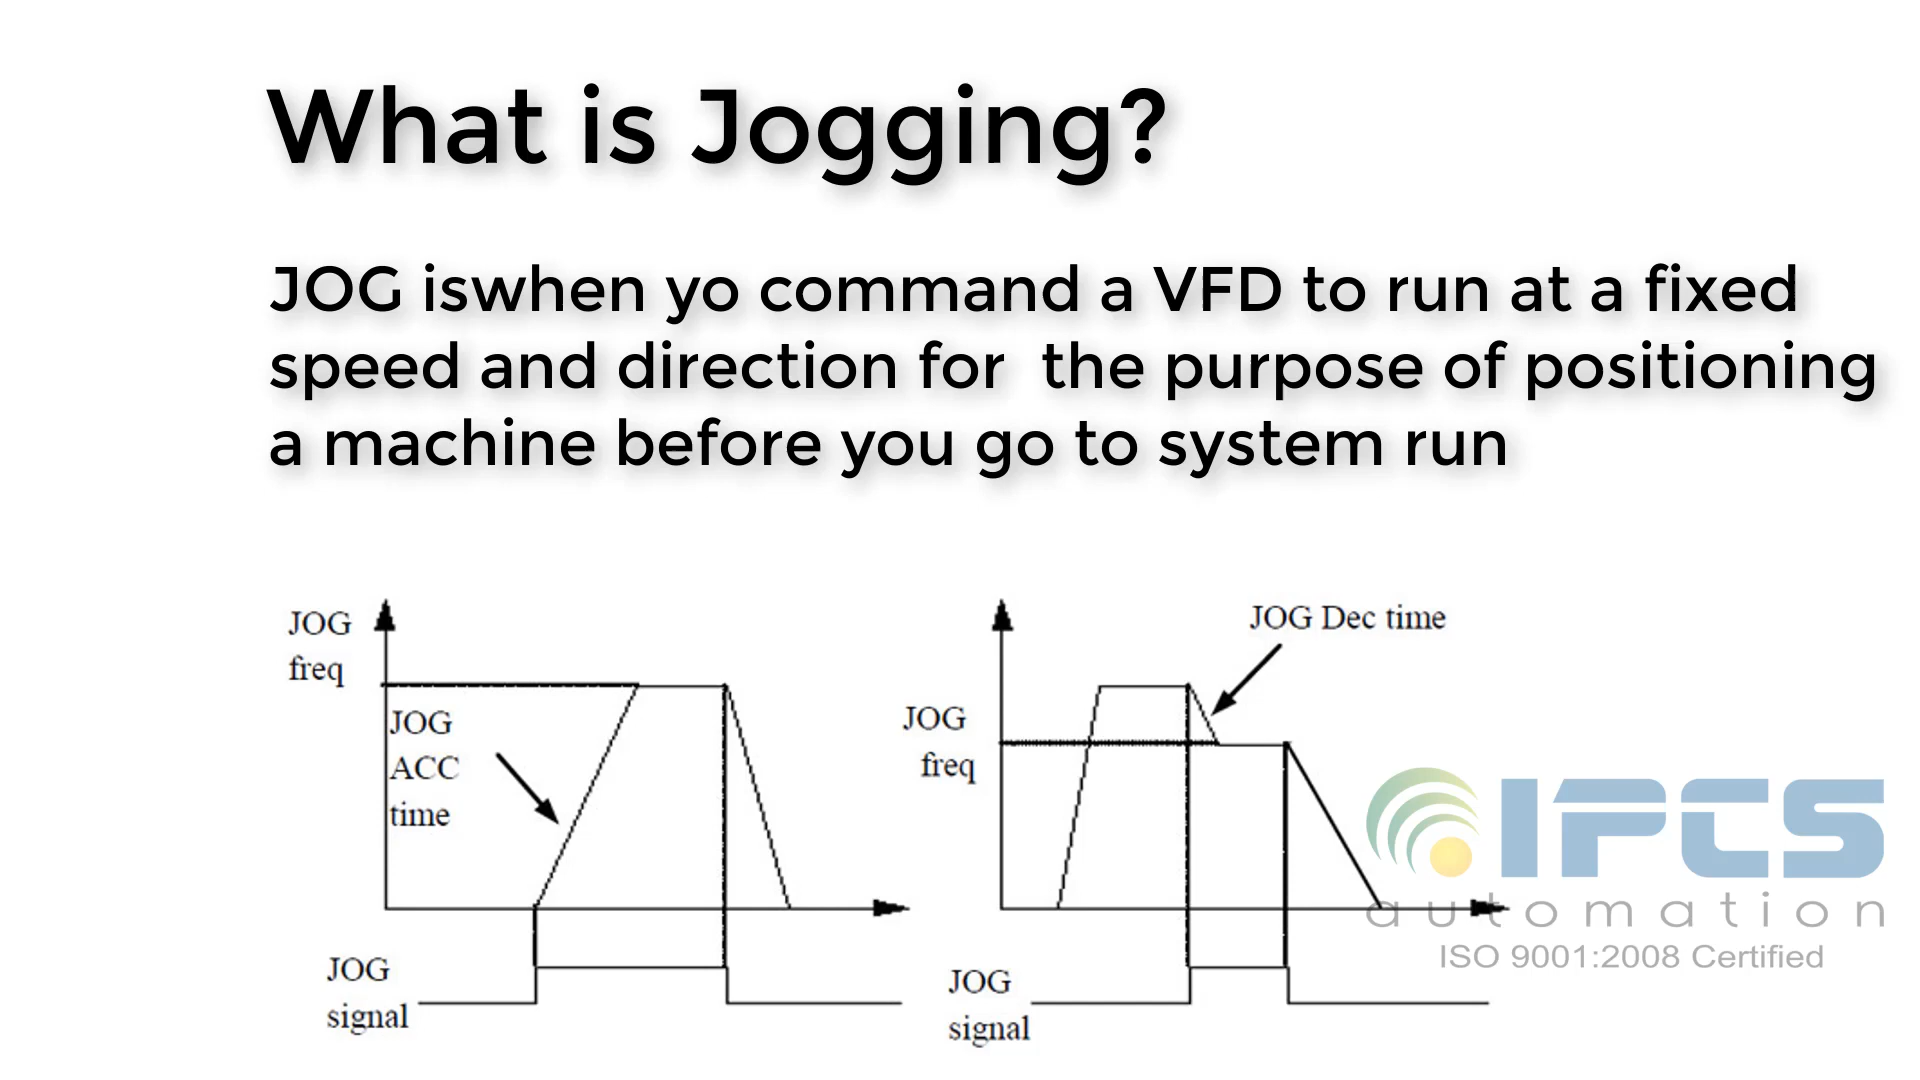 What is Jogging?
JOG iswhen yo command a VFD to run at a fixed
speed and direction for  the purpose of positioning
a machine before you go to system run
JOG
freq
JOG
ACC
time
JOG
signal
JOG Dec time
JOG
freq
JOG
signal
IPCS
automation
ISO 9001:2008 Certified